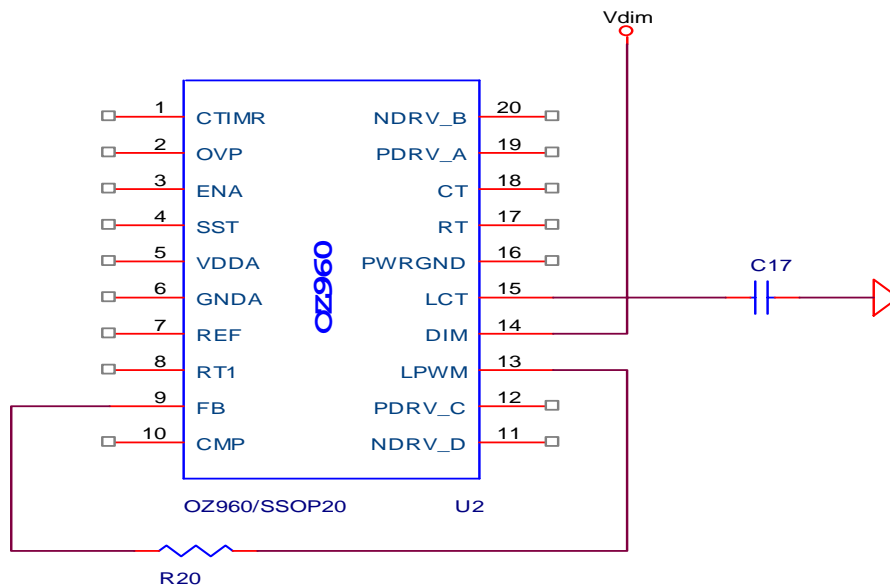 Vdim
1 CTIMR NDRV_B 20
2 OVP PDRV_A 19
3 ENA CT 18
4 SST RT 17
5 VDDA PWRGND 16
6 GNDA LCT 15
7 REF DIM 14
8 RT1 LPWM 13
9 FB PDRV_C 12
10 CMP NDRV_D 11
OZ960
C17
OZ960/SSOP20 U2
R20